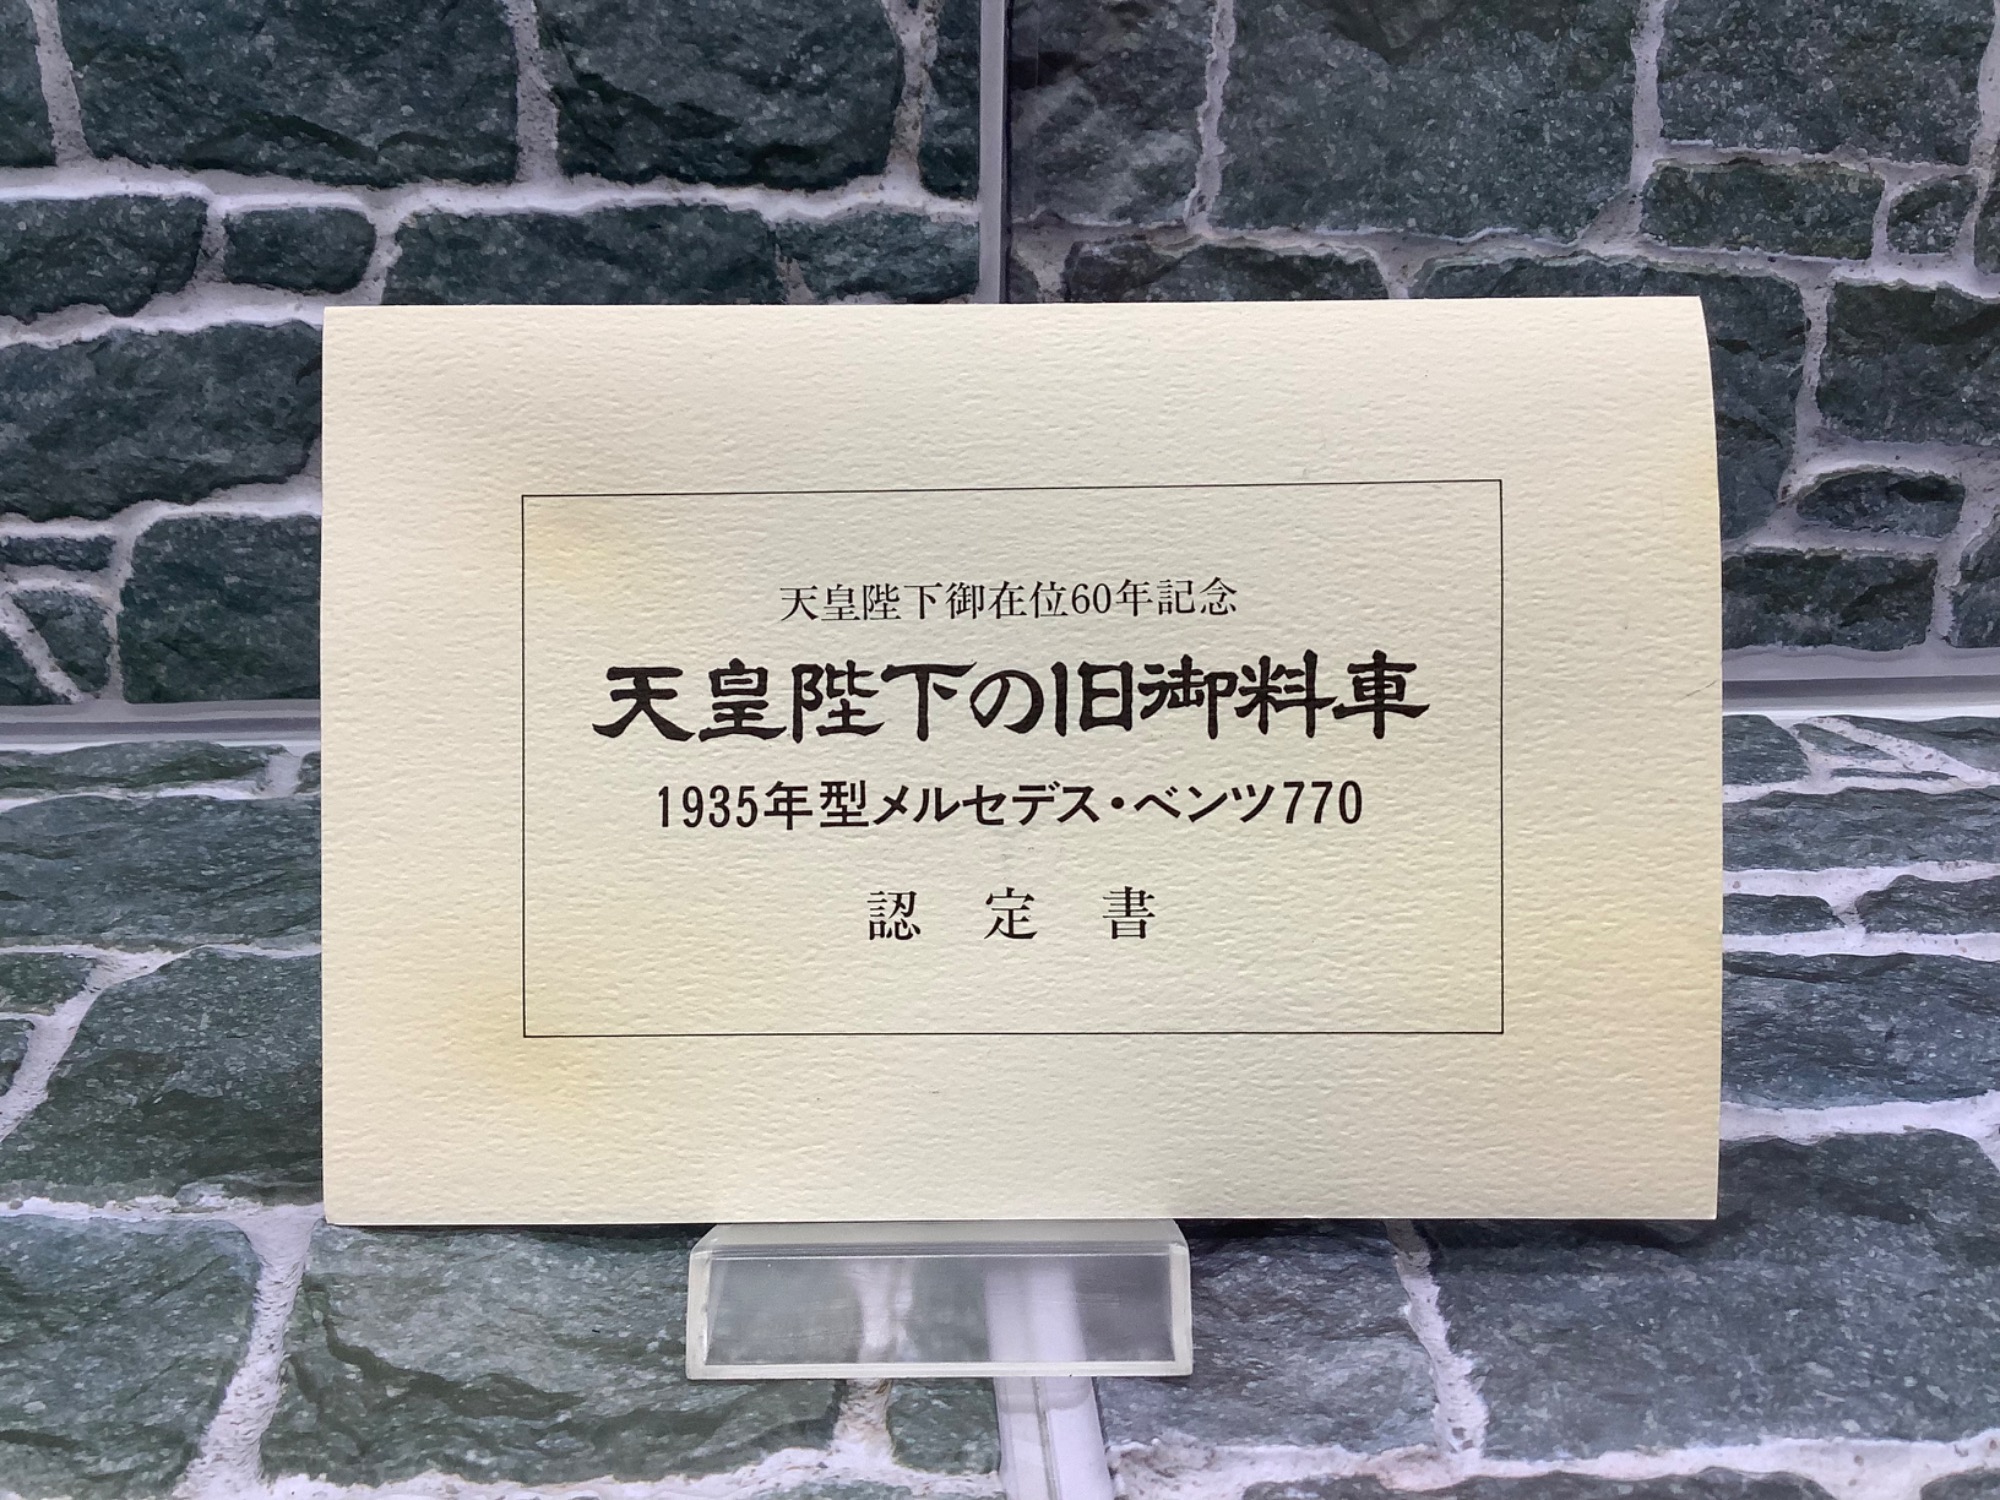 天皇陛下御在位60年記念
天皇陛下の旧御料車
1935年型メルセデス・ベンツ770
認定書